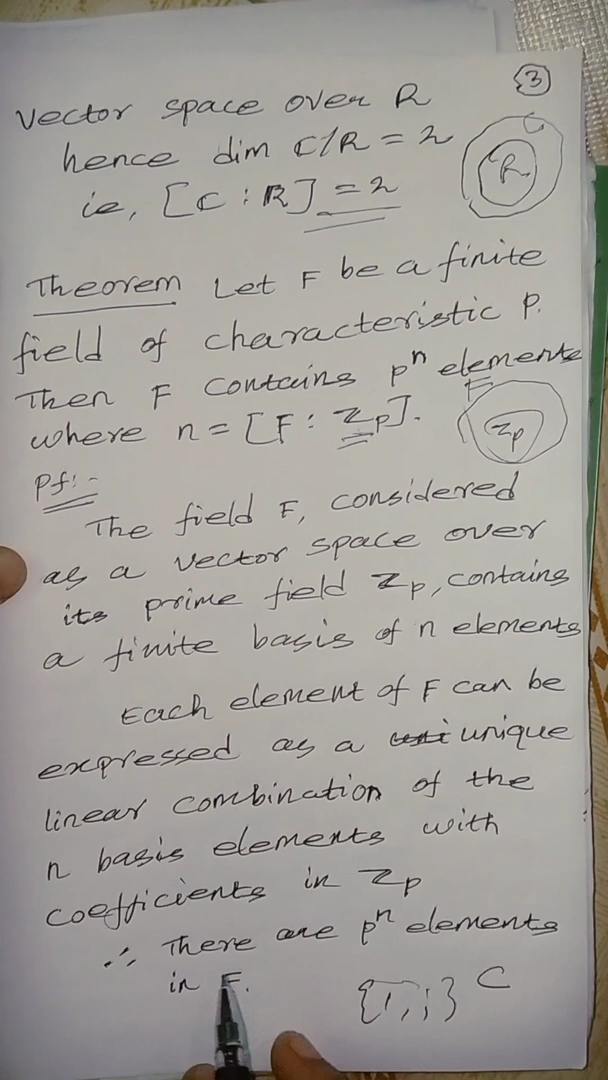 3
Vector space over R
hence dim C/R = 2
ie, [C : R] = 2
C
R
Theorem Let F be a finite
field of characteristic p.
Then F contains pⁿ elements
where n = [F : Zp].
F
Zp
Pf:-
The field F, considered
as a vector space over
its prime field Zp, contains
a finite basis of n elements
Each element of F can be
expressed as a unique
linear combination of the
n basis elements with
coefficients in Zp
∴ There are pⁿ elements
in F.
{1, i} C